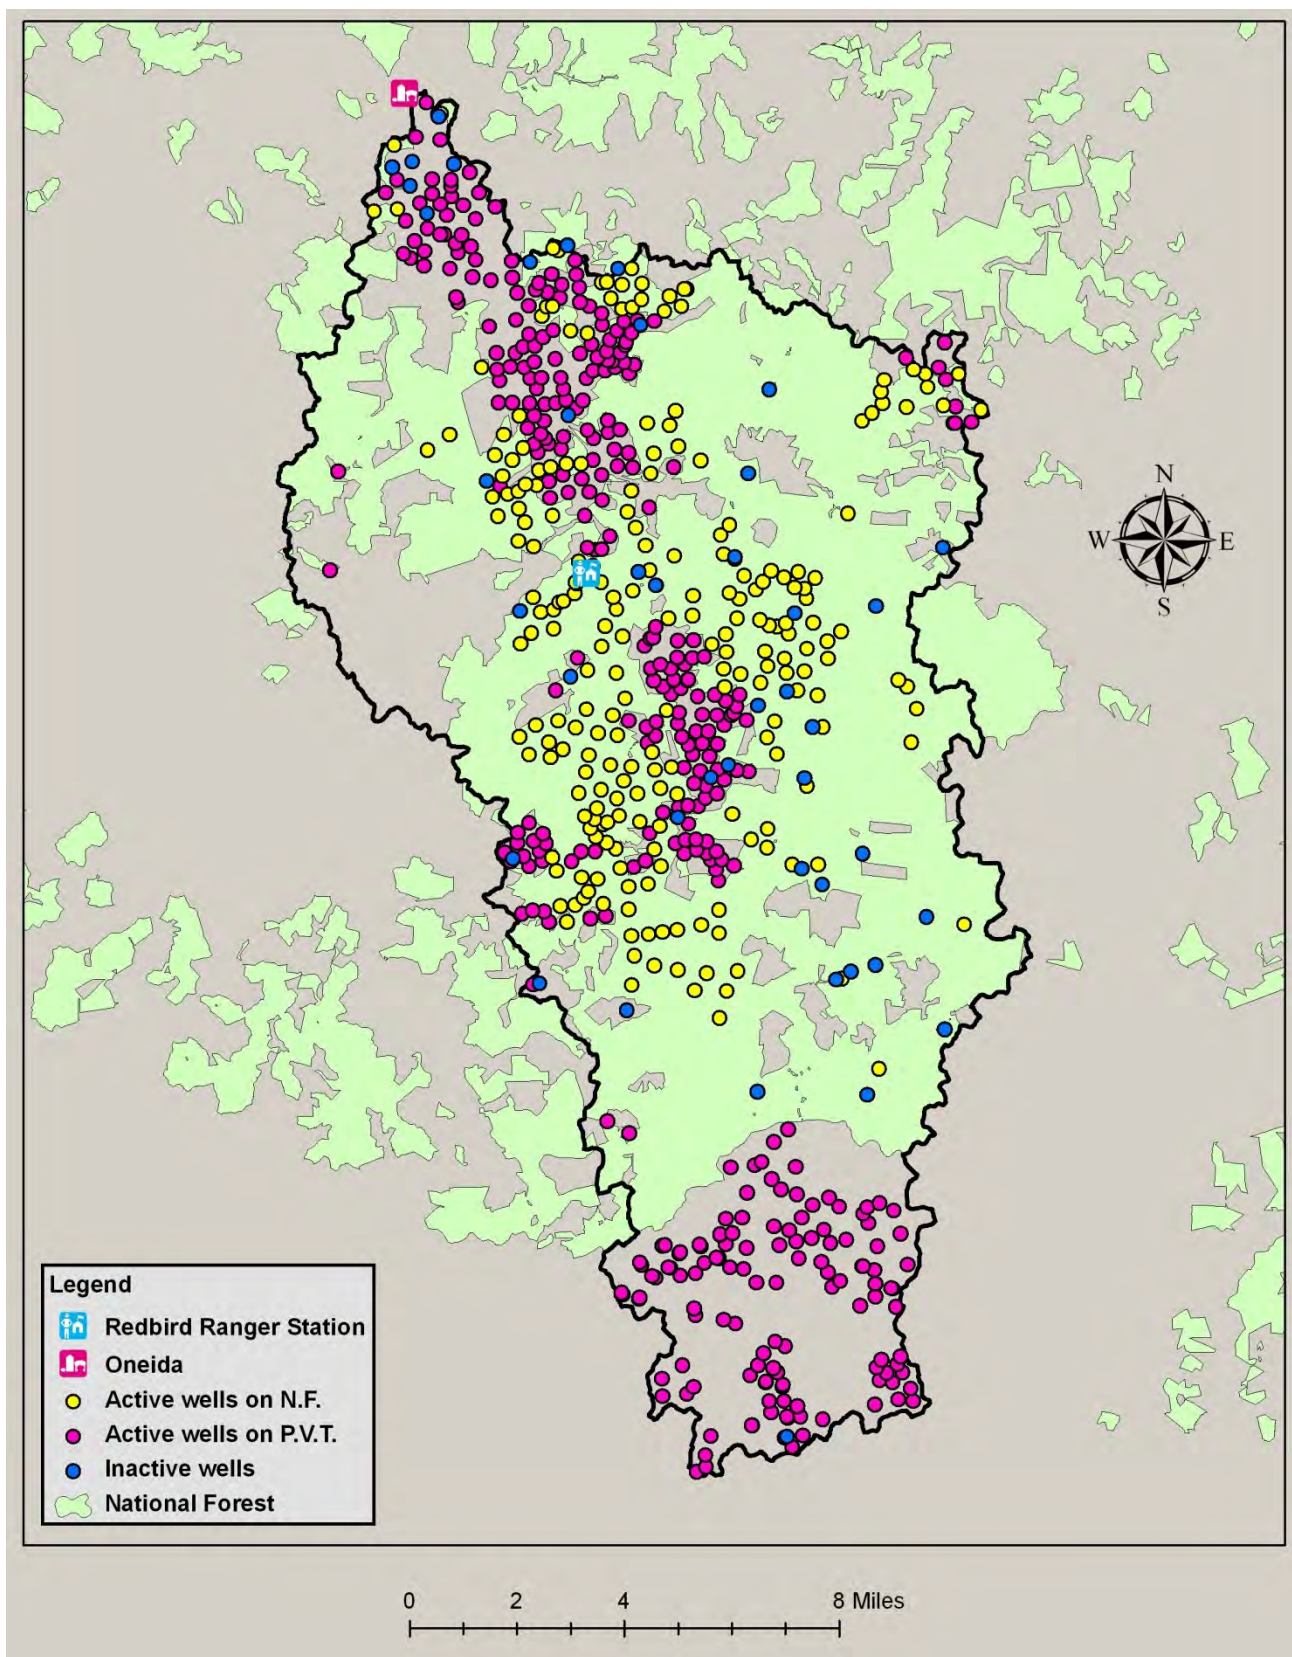 N
W E
S
Legend
Redbird Ranger Station
Oneida
Active wells on N.F.
Active wells on P.V.T.
Inactive wells
National Forest
0 2 4 8 Miles